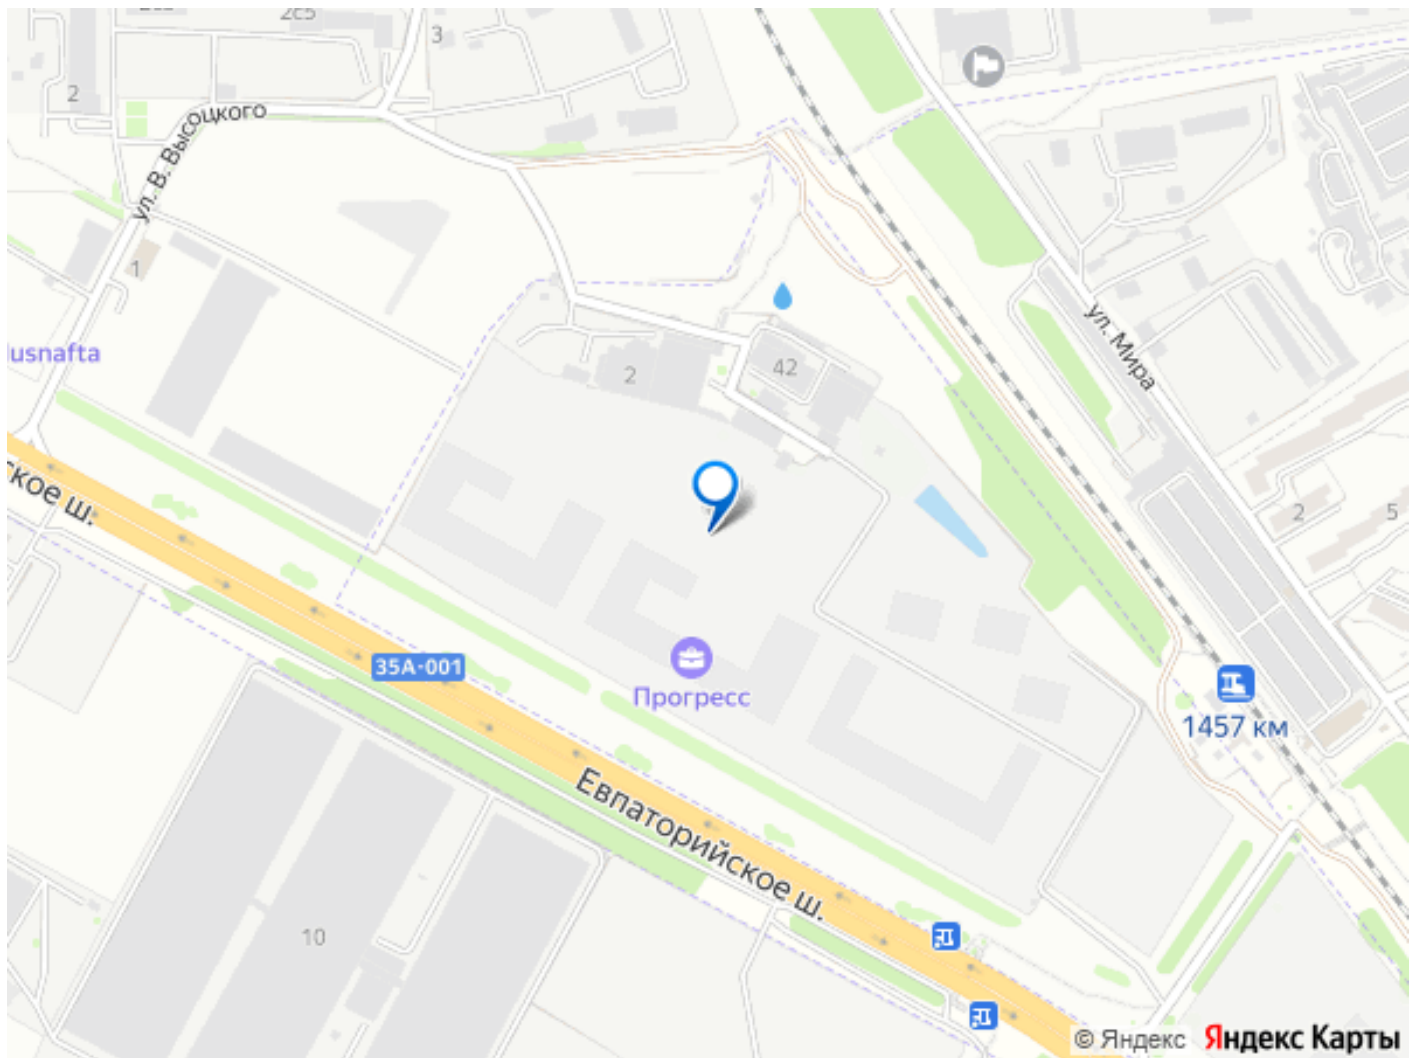 2с5
3
2
ул. В. Высоцкого
1
usnafta
2
42
ул. Мира
ское ш.
2
5
35А-001
Прогресс
1457 км
Евпаторийское ш.
10
© Яндекс Яндекс Карты